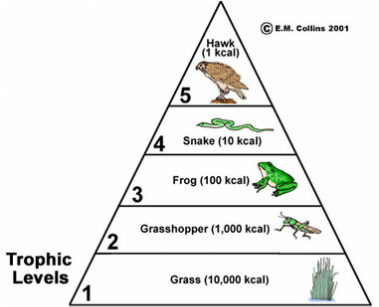 © E.M. Collins 2001
Hawk
(1 kcal)
5
4
Snake (10 kcal)
3
Frog (100 kcal)
2
Grasshopper (1,000 kcal)
Trophic
Levels
1
Grass (10,000 kcal)